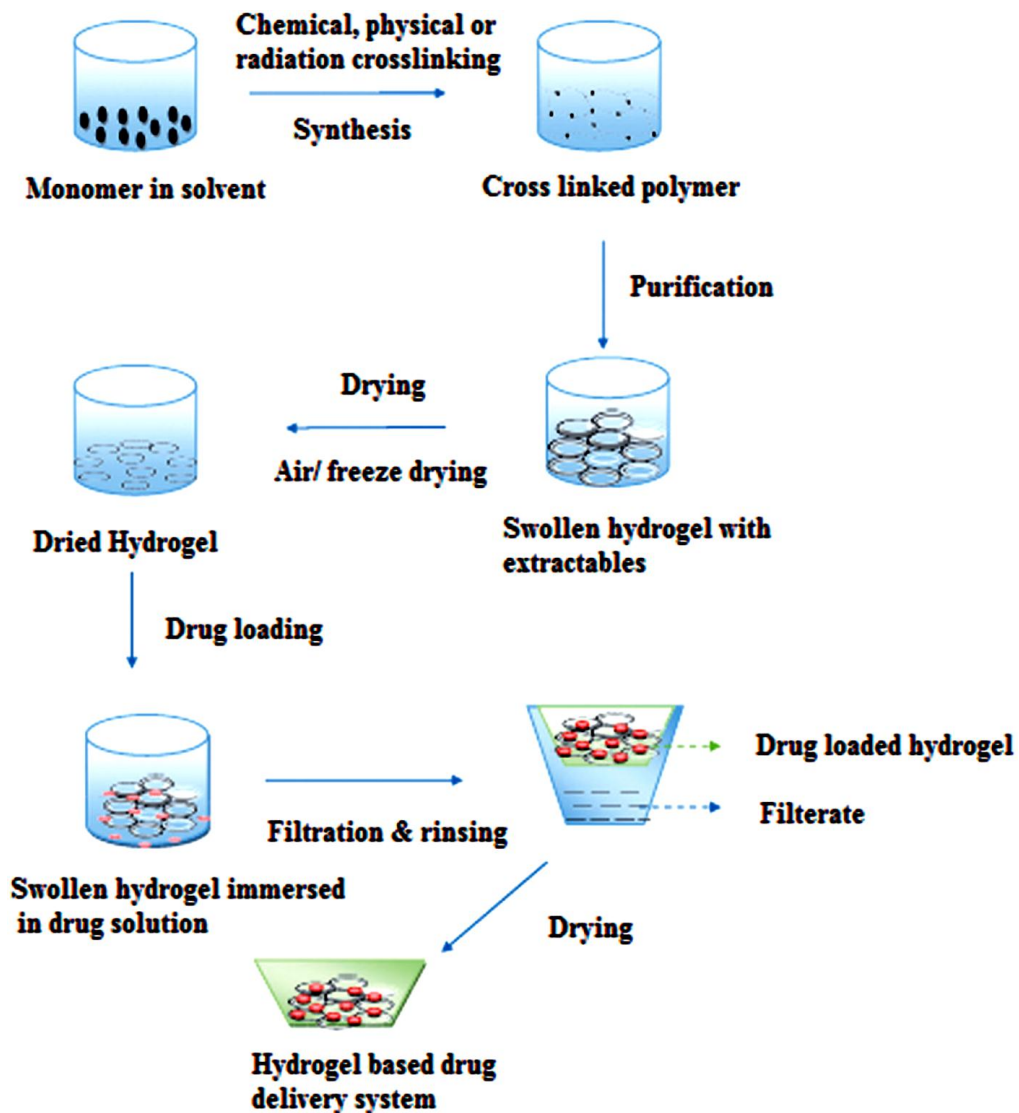 Chemical, physical or
radiation crosslinking
Synthesis
Monomer in solvent
Cross linked polymer
Purification
Drying
Air/ freeze drying
Swollen hydrogel with
extractables
Dried Hydrogel
Drug loading
Drug loaded hydrogel
Filterate
Filtration & rinsing
Swollen hydrogel immersed
in drug solution
Drying
Hydrogel based drug
delivery system